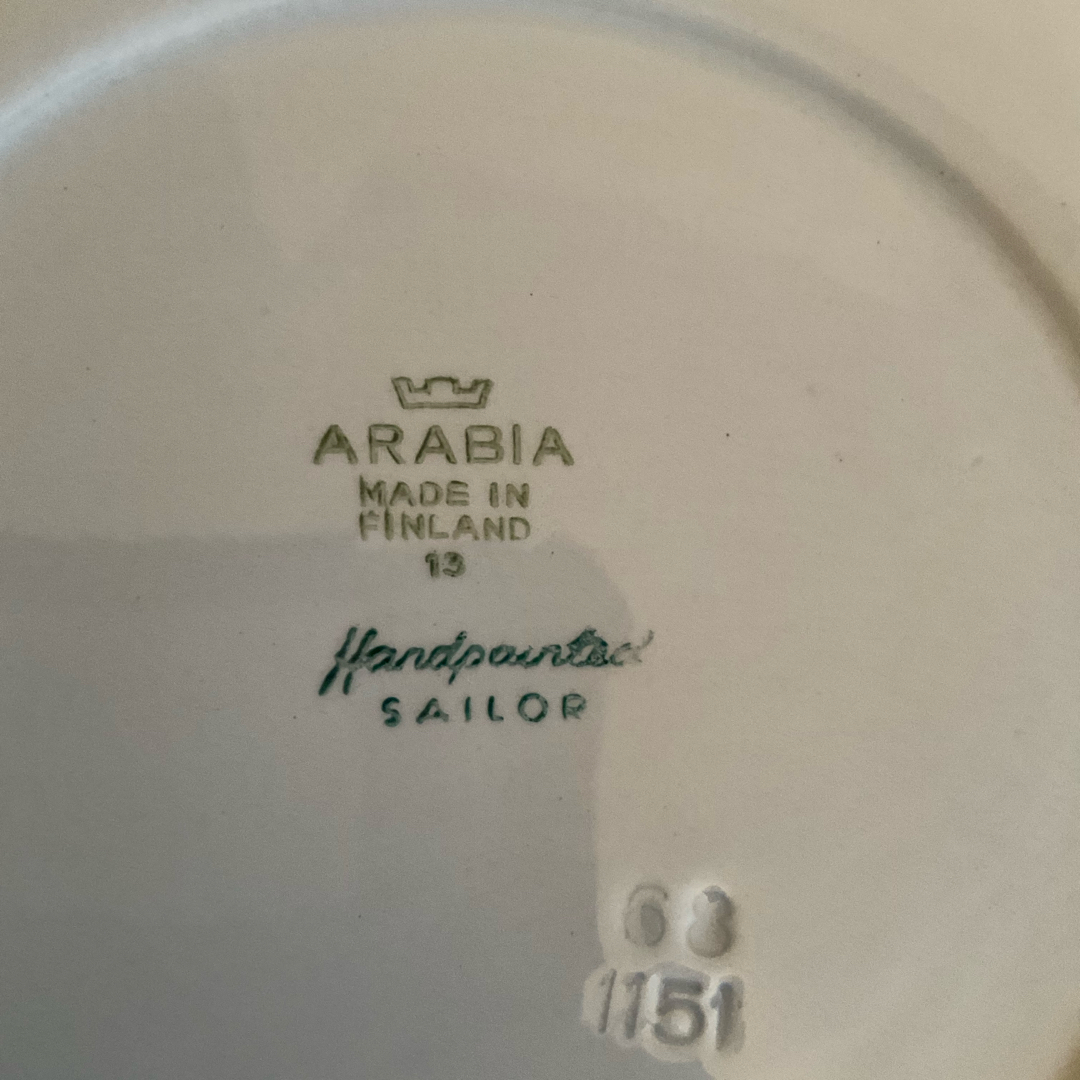 ARABIA
MADE IN
FINLAND
13
Handpainted
SAILOR
68
1151